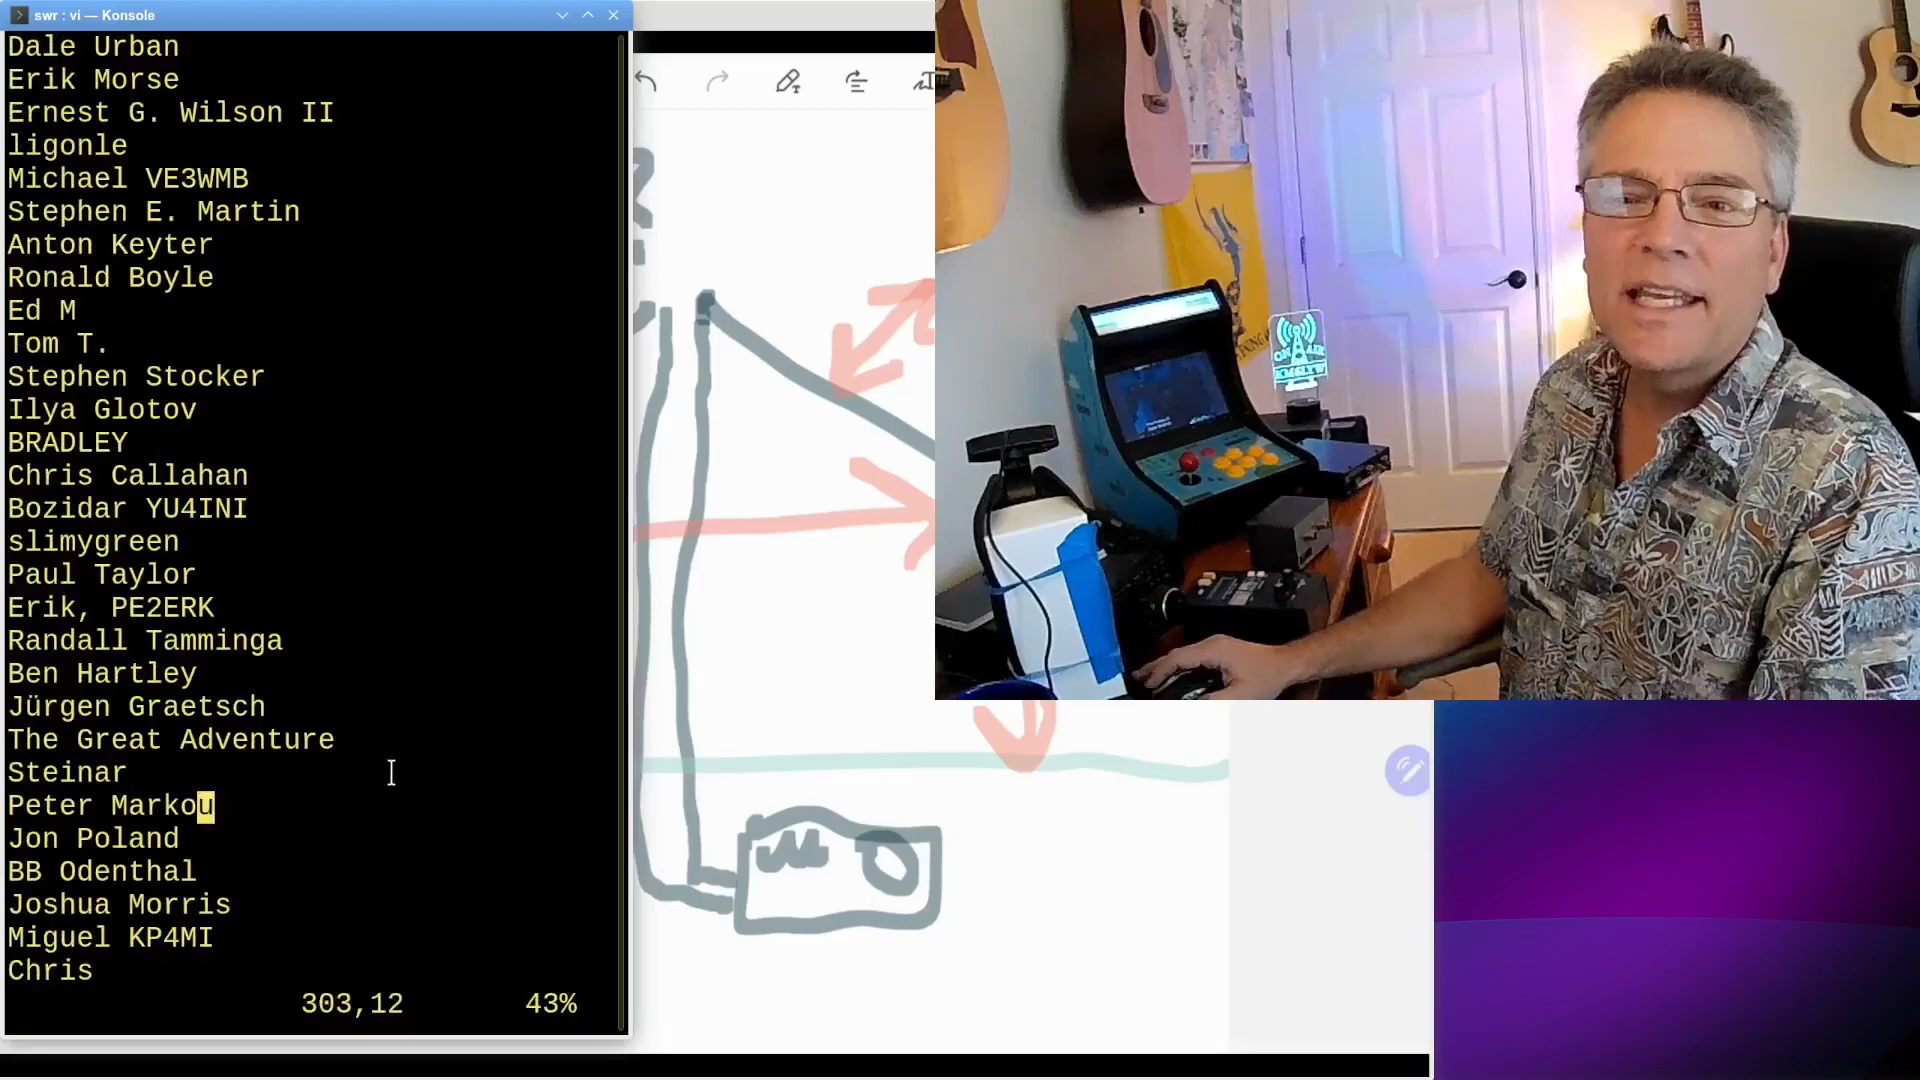 swr : vi — Konsole
Dale Urban
Erik Morse
Ernest G. Wilson II
ligonle
Michael VE3WMB
Stephen E. Martin
Anton Keyter
Ronald Boyle
Ed M
Tom T.
Stephen Stocker
Ilya Glotov
BRADLEY
Chris Callahan
Bozidar YU4INI
slimygreen
Paul Taylor
Erik, PE2ERK
Randall Tamminga
Ben Hartley
Jürgen Graetsch
The Great Adventure
Steinar
Peter Markou
Jon Poland
BB Odenthal
Joshua Morris
Miguel KP4MI
Chris
303,12 43%
ON AIR
KM6LYW